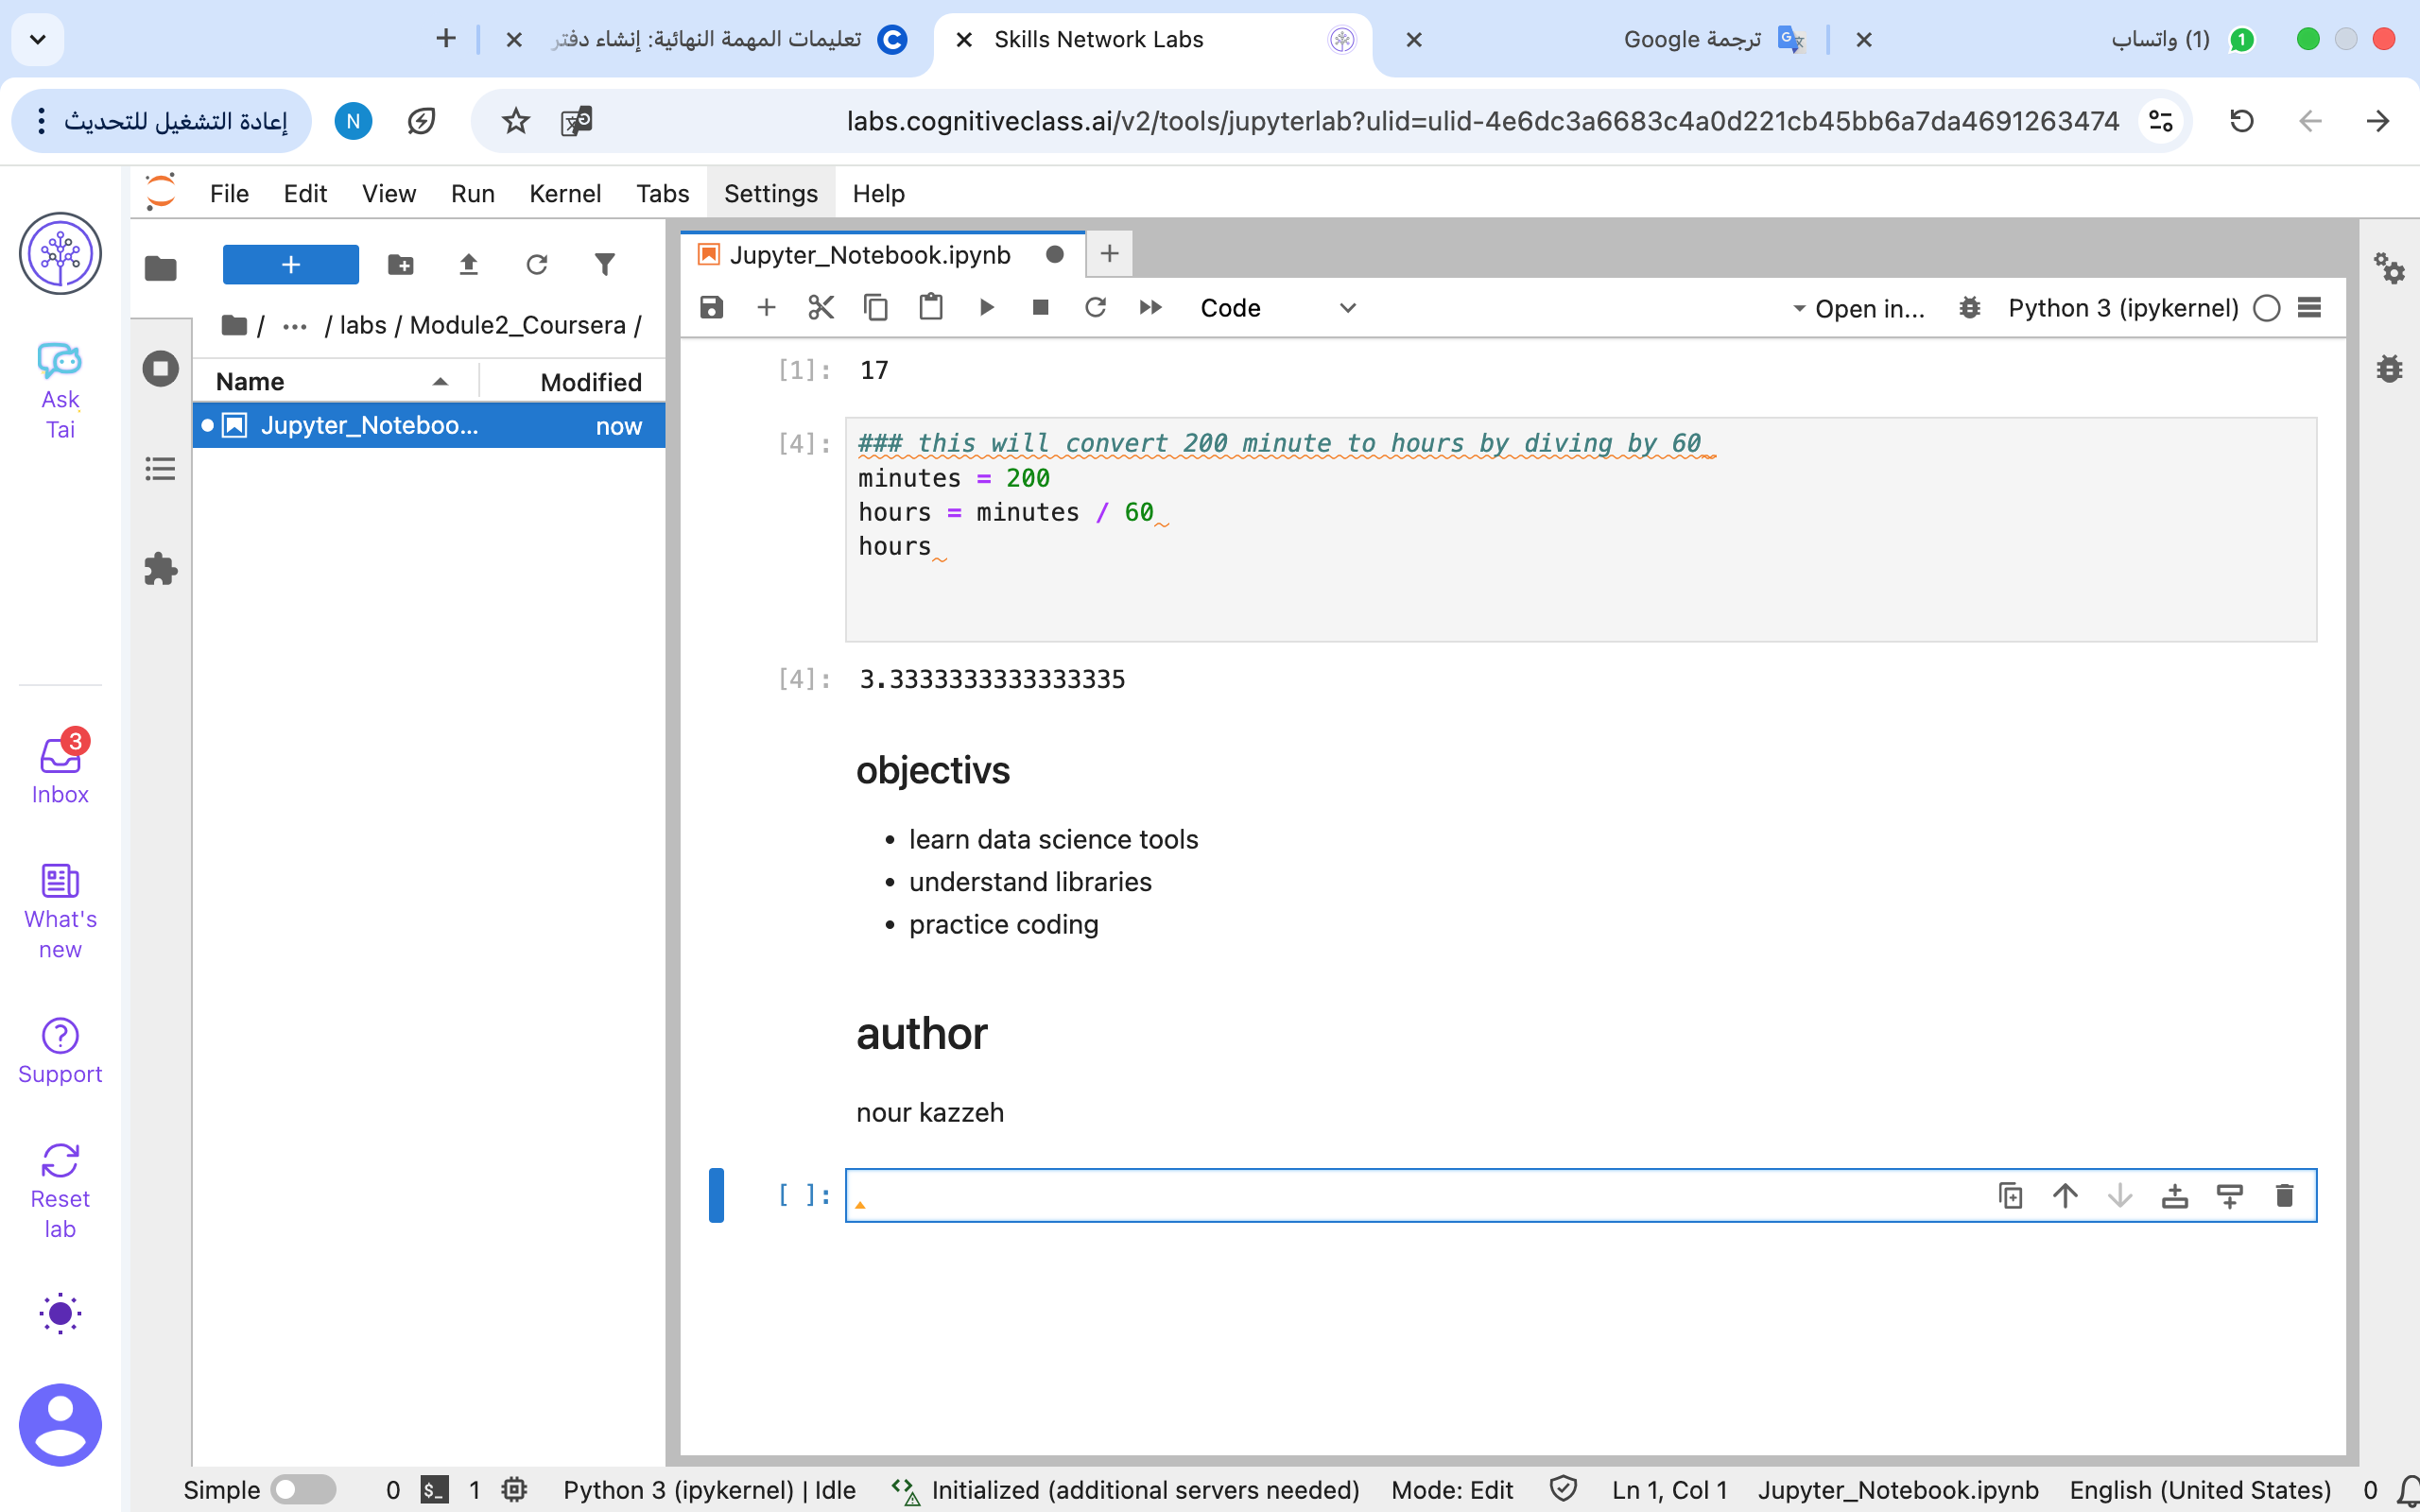 تعليمات المهمة النهائية: إنشاء دفتر
Skills Network Labs
ترجمة Google
(1) واتساب
1
إعادة التشغيل للتحديث
N
labs.cognitiveclass.ai/v2/tools/jupyterlab?ulid=ulid-4e6dc3a6683c4a0d221cb45bb6a7da4691263474
File Edit View Run Kernel Tabs Settings Help
Ask
Tai
3
Inbox
What's
new
Support
Reset
lab
/ ... / labs / Module2_Coursera /
Name Modified
Jupyter_Noteboo... now
Jupyter_Notebook.ipynb
Code
Open in...
Python 3 (ipykernel)
[1]: 17
[4]: ### this will convert 200 minute to hours by diving by 60
minutes = 200
hours = minutes / 60
hours
[4]: 3.3333333333333335
objectivs
• learn data science tools
• understand libraries
• practice coding
author
nour kazzeh
[ ]:
Simple 0 $_ 1 Python 3 (ipykernel) | Idle Initialized (additional servers needed) Mode: Edit Ln 1, Col 1 Jupyter_Notebook.ipynb English (United States) 0